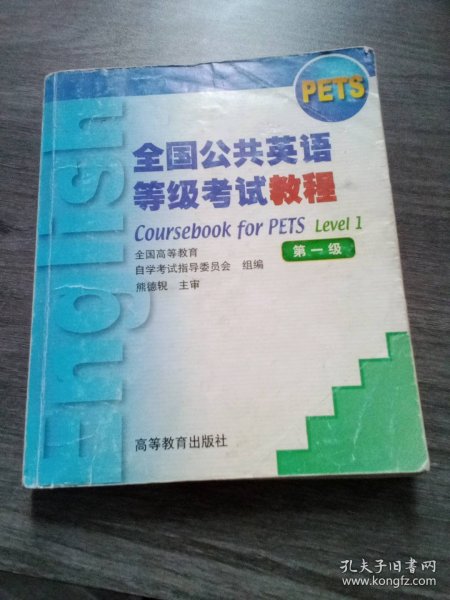 PETS
English
全国公共英语
等级考试教程
Coursebook for PETS Level 1
第一级
全国高等教育
自学考试指导委员会 组编
熊德輗 主审
高等教育出版社
孔夫子旧书网
www.kongfz.com